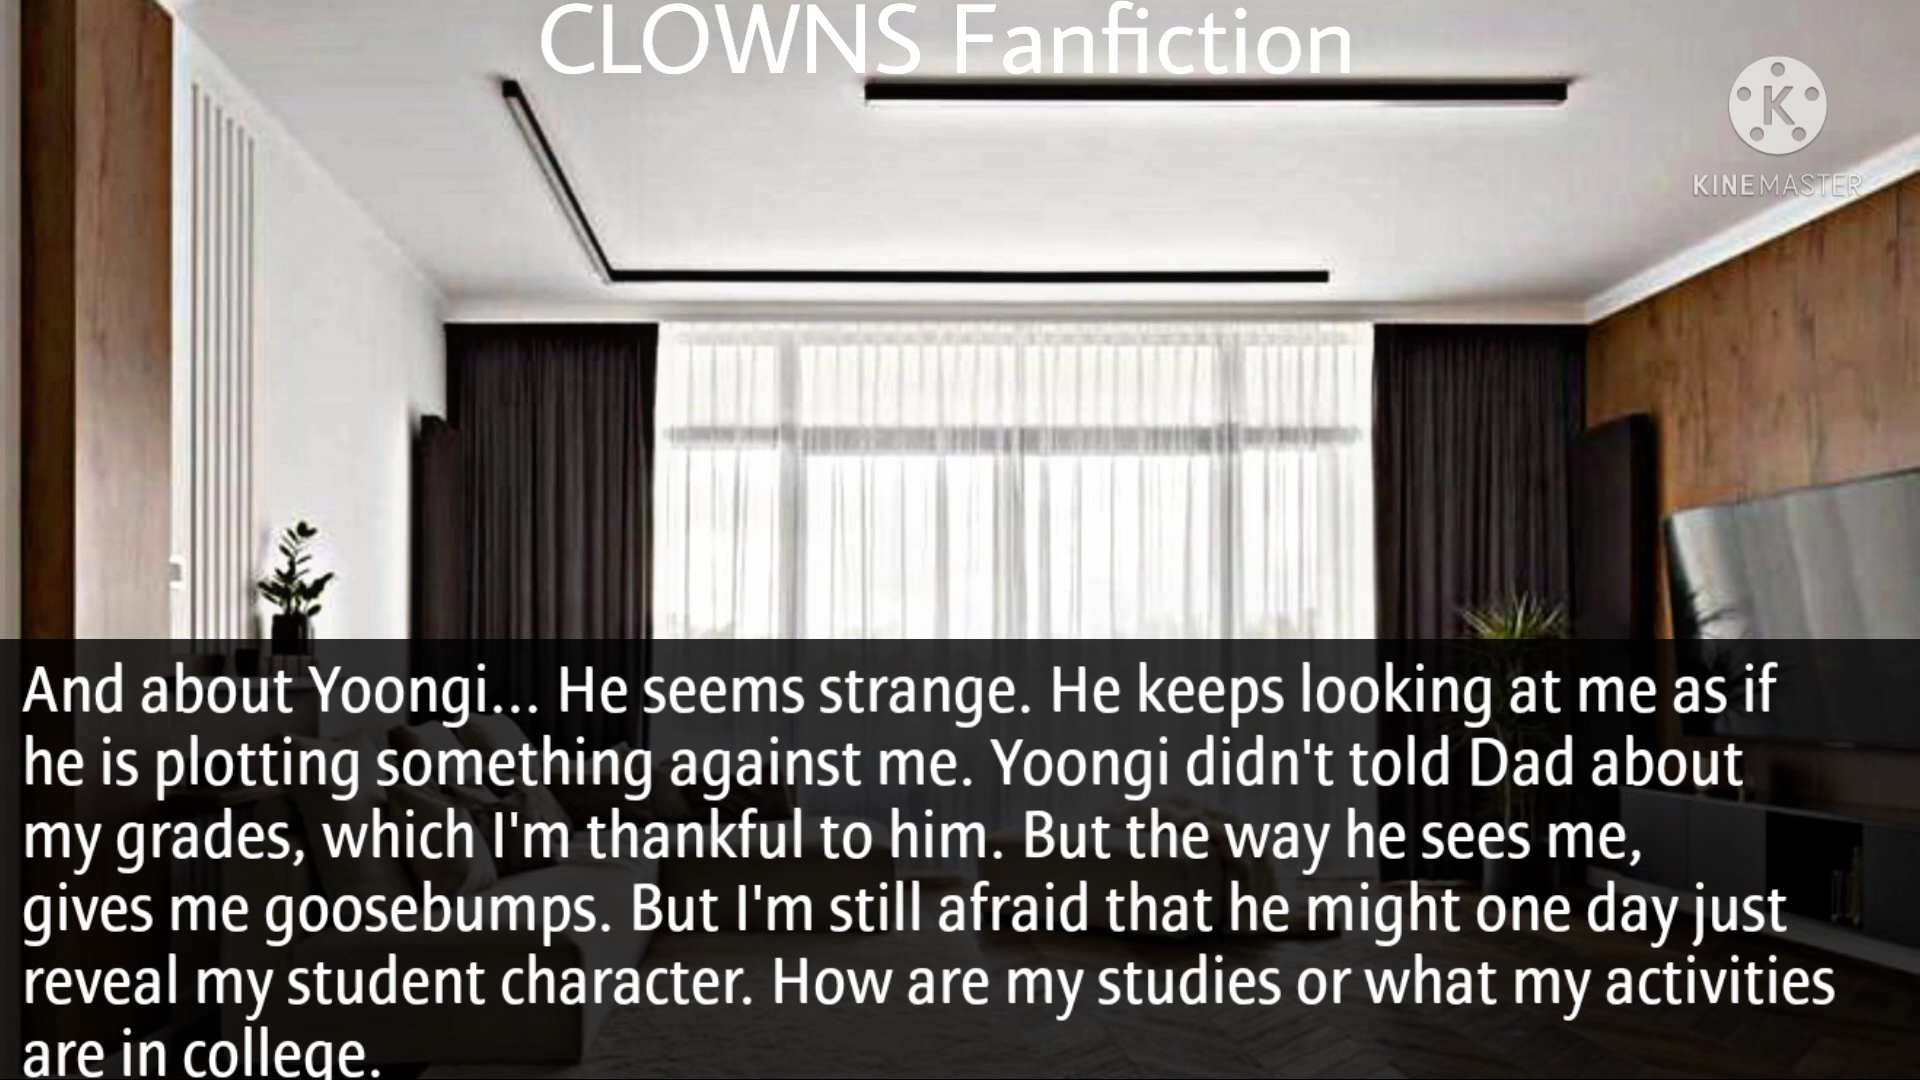 CLOWNS Fanfiction
K
KINEMASTER
And about Yoongi... He seems strange. He keeps looking at me as if
he is plotting something against me. Yoongi didn't told Dad about
my grades, which I'm thankful to him. But the way he sees me,
gives me goosebumps. But I'm still afraid that he might one day just
reveal my student character. How are my studies or what my activities
are in college.